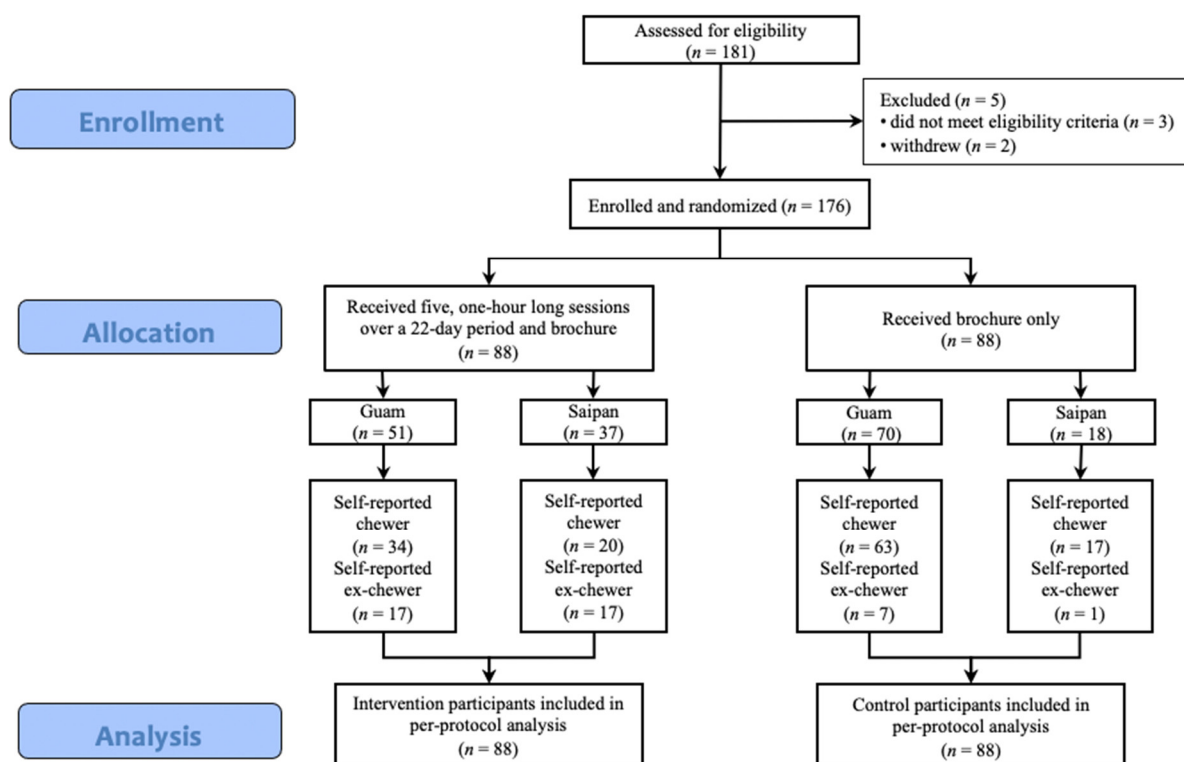 Assessed for eligibility
(n = 181)
Enrollment
Excluded (n = 5)
• did not meet eligibility criteria (n = 3)
• withdrew (n = 2)
Enrolled and randomized (n = 176)
Allocation
Received five, one-hour long sessions
over a 22-day period and brochure
(n = 88)
Received brochure only
(n = 88)
Guam
(n = 51)
Saipan
(n = 37)
Guam
(n = 70)
Saipan
(n = 18)
Self-reported
chewer
(n = 34)
Self-reported
ex-chewer
(n = 17)
Self-reported
chewer
(n = 20)
Self-reported
ex-chewer
(n = 17)
Self-reported
chewer
(n = 63)
Self-reported
ex-chewer
(n = 7)
Self-reported
chewer
(n = 17)
Self-reported
ex-chewer
(n = 1)
Analysis
Intervention participants included in
per-protocol analysis
(n = 88)
Control participants included in
per-protocol analysis
(n = 88)